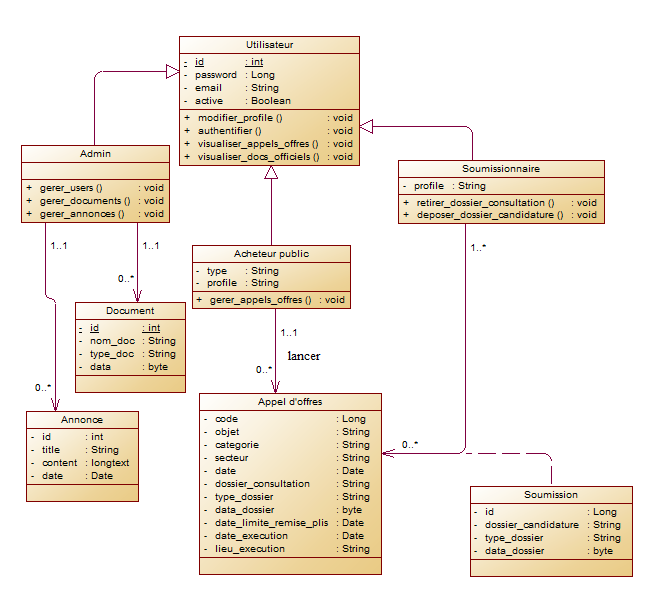 Utilisateur
- id : int
- password : Long
- email : String
- active : Boolean
+ modifier_profile () : void
+ authentifier () : void
+ visualiser_appels_offres () : void
+ visualiser_docs_officiels () : void
Admin
+ gerer_users () : void
+ gerer_documents () : void
+ gerer_annonces () : void
Soumissionnaire
- profile : String
+ retirer_dossier_consultation () : void
+ deposer_dossier_candidature () : void
1..1
1..1
1..*
Acheteur public
- type : String
- profile : String
+ gerer_appels_offres () : void
0..*
Document
- id : int
- nom_doc : String
- type_doc : String
- data : byte
1..1
lancer
0..*
0..*
Annonce
- id : int
- title : String
- content : longtext
- date : Date
Appel d'offres
- code : Long
- objet : String
- categorie : String
- secteur : String
- date : Date
- dossier_consultation : String
- type_dossier : String
- data_dossier : byte
- date_limite_remise_plis : Date
- date_execution : Date
- lieu_execution : String
0..*
Soumission
- id : Long
- dossier_candidature : String
- type_dossier : String
- data_dossier : byte